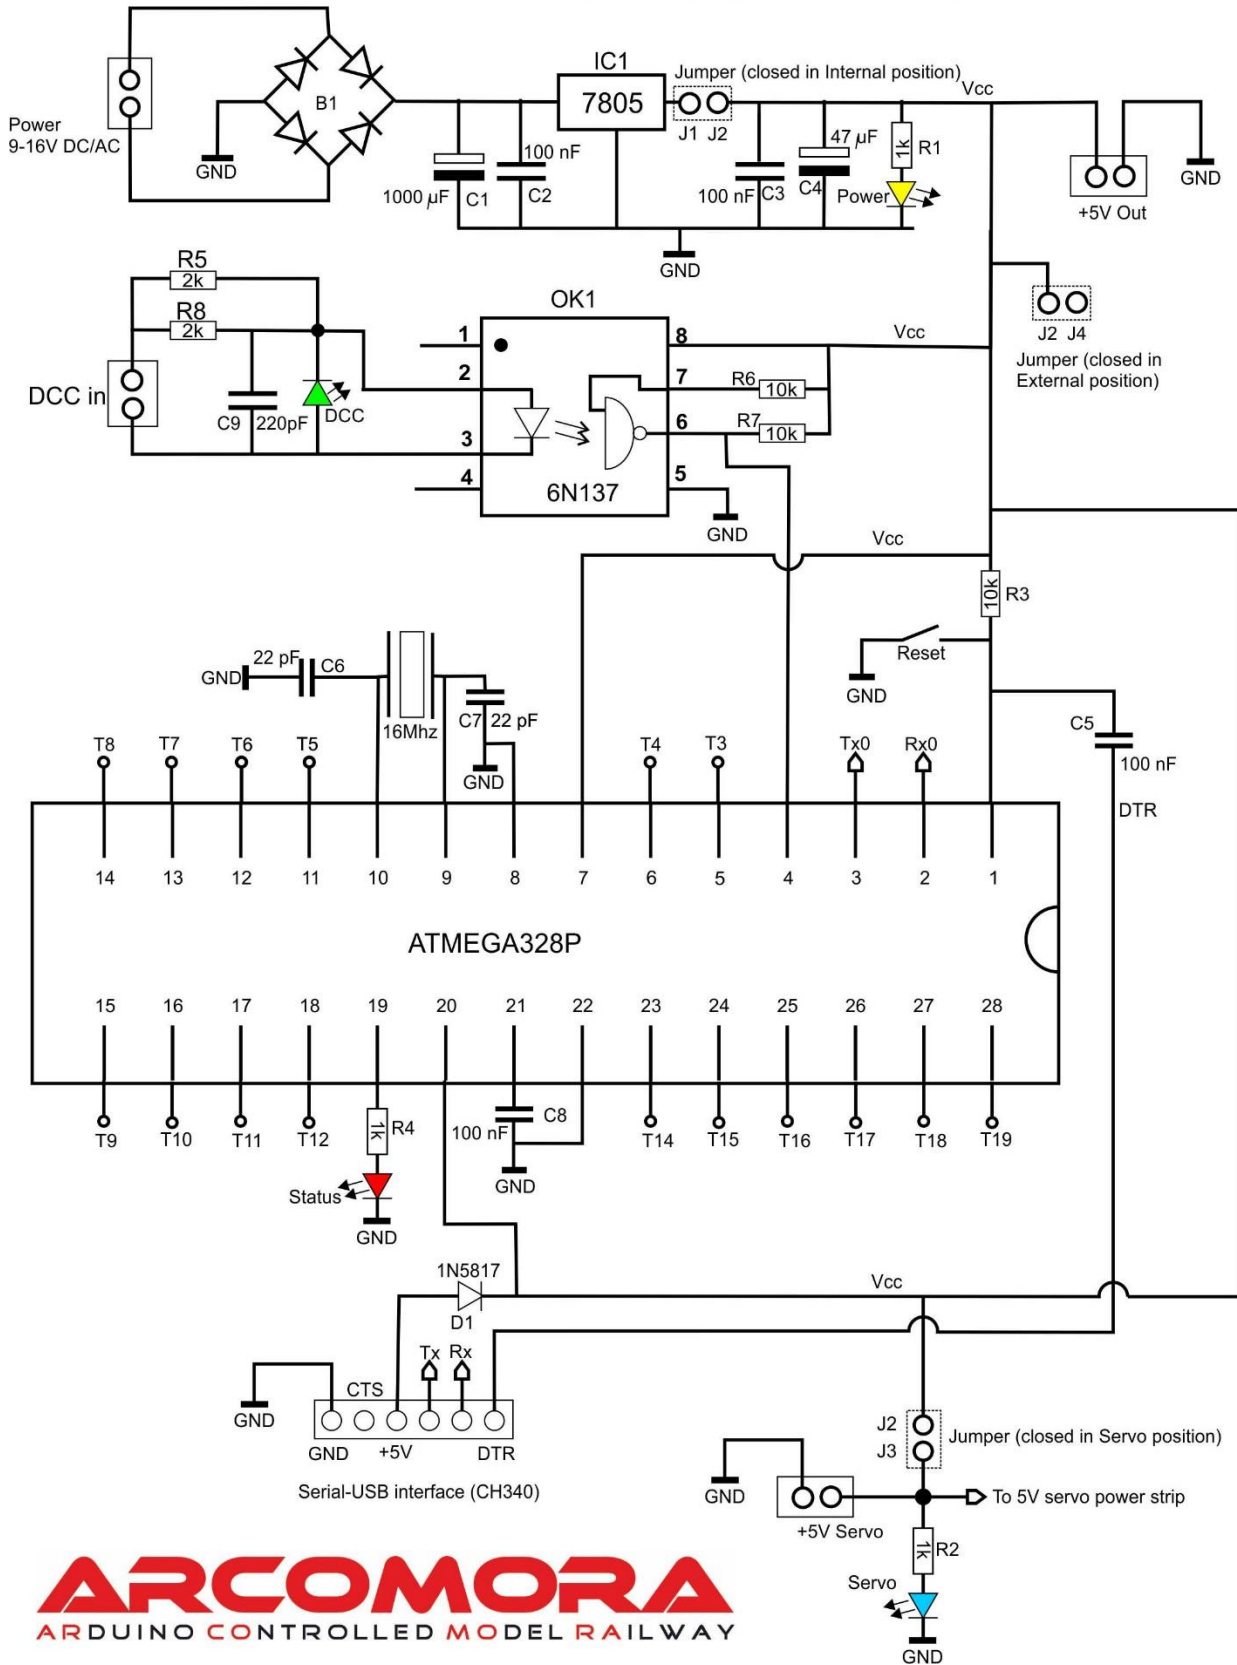 Power
9-16V DC/AC
B1
GND
IC1
7805
Jumper (closed in Internal position)
J1 J2
Vcc
1000 µF
C1
100 nF
C2
100 nF
C3
47 µF
C4
1k
R1
Power
GND
+5V Out
GND
R5
2k
R8
2k
DCC in
C9
220pF
DCC
OK1
1
2
3
4
8
7
6
5
6N137
Vcc
R6
10k
R7
10k
GND
J2 J4
Jumper (closed in
External position)
Vcc
10k
R3
Reset
GND
GND
22 pF
C6
16Mhz
C7
22 pF
GND
C5
100 nF
DTR
T8
T7
T6
T5
T4
T3
Tx0
Rx0
14
13
12
11
10
9
8
7
6
5
4
3
2
1
ATMEGA328P
15
16
17
18
19
20
21
22
23
24
25
26
27
28
T9
T10
T11
T12
1k
R4
100 nF
C8
T14
T15
T16
T17
T18
T19
Status
GND
GND
1N5817
D1
Vcc
Tx
Rx
GND
CTS
GND
+5V
DTR
Serial-USB interface (CH340)
J2
J3
Jumper (closed in Servo position)
GND
To 5V servo power strip
+5V Servo
1k
R2
Servo
GND
ARCOMORA
ARDUINO CONTROLLED MODEL RAILWAY